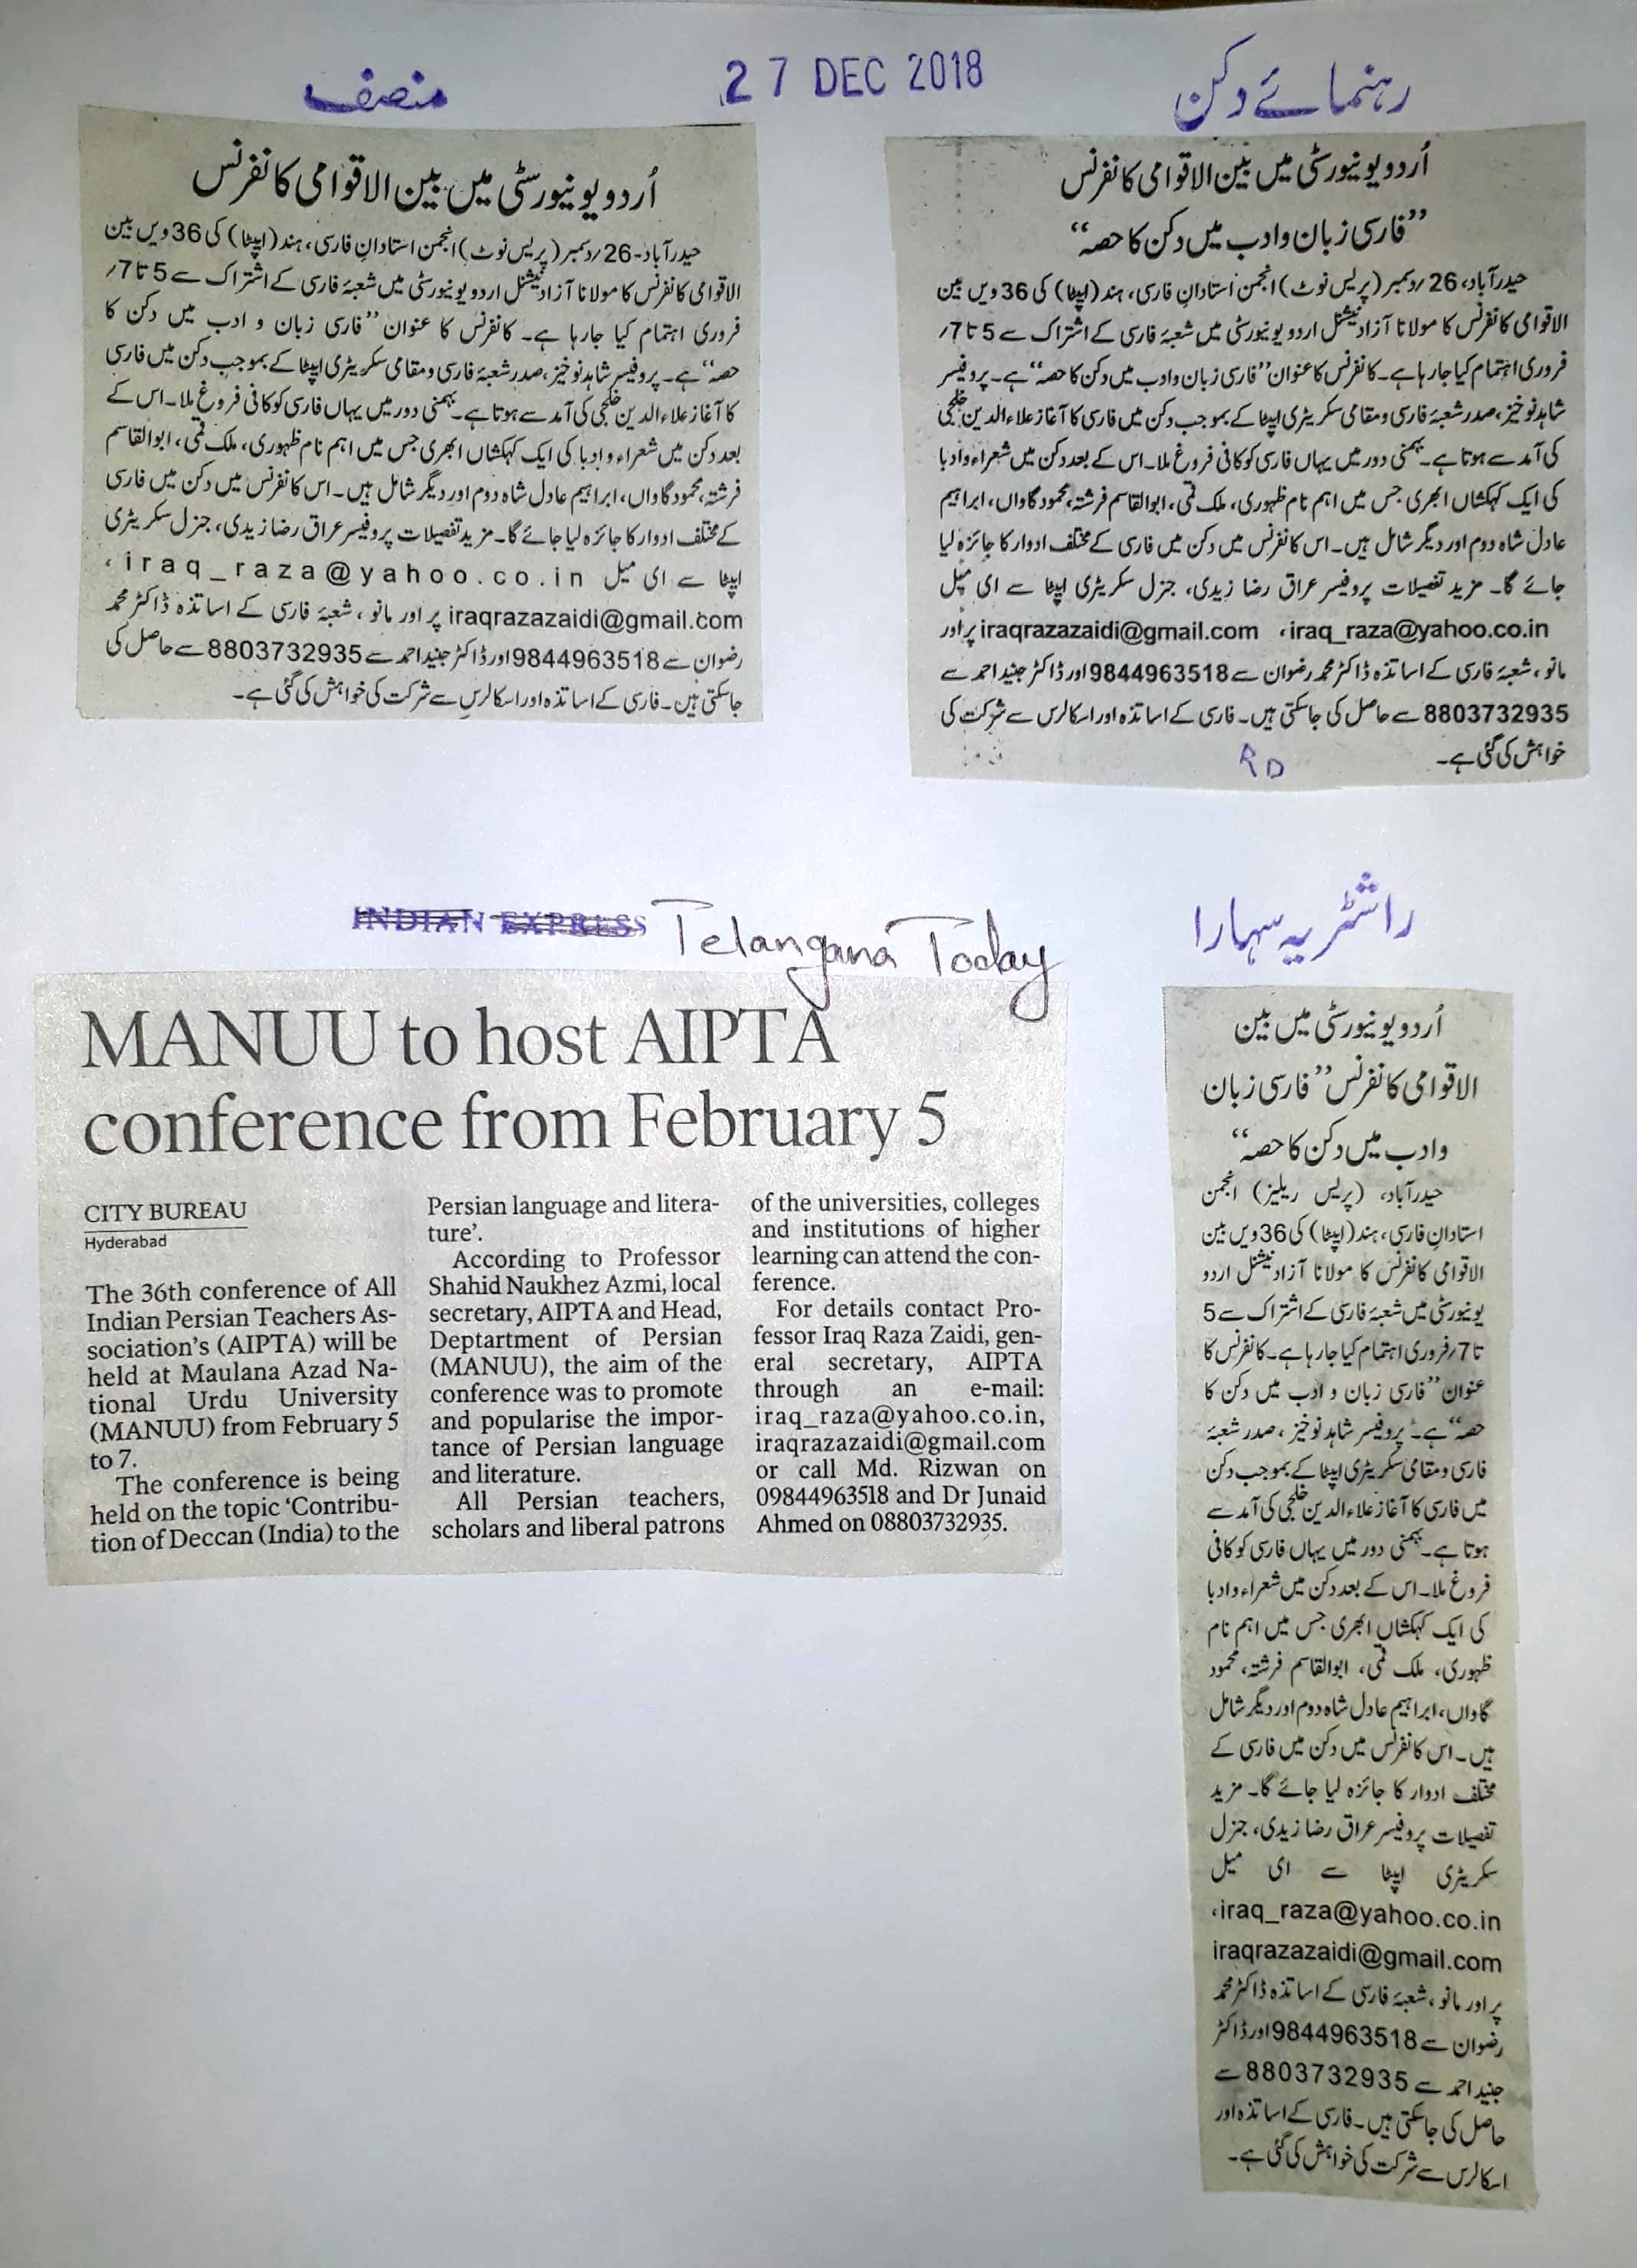 27 DEC 2018
منصف
اُردو یونیورسٹی میں بین الاقوامی کانفرنس
حیدرآباد-26؍دسمبر (پریس نوٹ) انجمن استادانِ فارسی، ہند (ایپٹا) کی 36 ویں بین
الاقوامی کانفرنس کا مولانا آزاد نیشنل اردو یونیورسٹی میں شعبۂ فارسی کے اشتراک سے 5 تا 7؍
فروری اہتمام کیا جارہا ہے۔ کانفرنس کا عنوان ”فارسی زبان و ادب میں دکن کا
حصہ“ ہے۔ پروفیسر شاہد نوخیز، صدر شعبۂ فارسی و مقامی سکریٹری ایپٹا کے بموجب دکن میں فارسی
کا آغاز علاء الدین خلجی کی آمد سے ہوتا ہے۔ بہمنی دور میں یہاں فارسی کو کافی فروغ ملا۔ اس کے
بعد دکن میں شعراء و ادبا کی ایک کہکشاں ابھری جس میں اہم نام ظہوری، ملک قمی، ابوالقاسم
فرشتہ، محمود گاواں، ابراہیم عادل شاہ دوم اور دیگر شامل ہیں۔ اس کانفرنس میں دکن میں فارسی
کے مختلف ادوار کا جائزہ لیا جائے گا۔ مزید تفصیلات پروفیسر عراق رضا زیدی، جنرل سکریٹری
ایپٹا سے ای میل iraq_raza@yahoo.co.in،
iraqrazazaidi@gmail.com پر اور مانو، شعبۂ فارسی کے اساتذہ ڈاکٹر محمد
رضوان سے 9844963518 اور ڈاکٹر جنید احمد سے 8803732935 سے حاصل کی
جاسکتی ہیں۔ فارسی کے اساتذہ اور اسکالرس سے شرکت کی خواہش کی گئی ہے۔
رہنمائے دکن
اُردو یونیورسٹی میں بین الاقوامی کانفرنس
”فارسی زبان و ادب میں دکن کا حصہ“
حیدرآباد، 26؍دسمبر (پریس نوٹ) انجمن استادانِ فارسی، ہند (ایپٹا) کی 36 ویں بین
الاقوامی کانفرنس کا مولانا آزاد نیشنل اردو یونیورسٹی میں شعبۂ فارسی کے اشتراک سے 5 تا 7؍
فروری اہتمام کیا جارہا ہے۔ کانفرنس کا عنوان ”فارسی زبان و ادب میں دکن کا حصہ“ ہے۔ پروفیسر
شاہد نوخیز، صدر شعبۂ فارسی و مقامی سکریٹری ایپٹا کے بموجب دکن میں فارسی کا آغاز علاء الدین خلجی
کی آمد سے ہوتا ہے۔ بہمنی دور میں یہاں فارسی کو کافی فروغ ملا۔ اس کے بعد دکن میں شعراء و ادبا
کی ایک کہکشاں ابھری جس میں اہم نام ظہوری، ملک قمی، ابوالقاسم فرشتہ، محمود گاواں، ابراہیم
عادل شاہ دوم اور دیگر شامل ہیں۔ اس کانفرنس میں دکن میں فارسی کے مختلف ادوار کا جائزہ لیا
جائے گا۔ مزید تفصیلات پروفیسر عراق رضا زیدی، جنرل سکریٹری ایپٹا سے ای میل
iraq_raza@yahoo.co.in، iraqrazazaidi@gmail.com پر اور
مانو، شعبۂ فارسی کے اساتذہ ڈاکٹر محمد رضوان سے 9844963518 اور ڈاکٹر جنید احمد سے
8803732935 سے حاصل کی جاسکتی ہیں۔ فارسی کے اساتذہ اور اسکالرس سے شرکت کی
خواہش کی گئی ہے۔
RD
INDIAN EXPRESS Telangana Today
MANUU to host AIPTA
conference from February 5
CITY BUREAU
Hyderabad
The 36th conference of All
Indian Persian Teachers As-
sociation's (AIPTA) will be
held at Maulana Azad Na-
tional Urdu University
(MANUU) from February 5
to 7.
The conference is being
held on the topic 'Contribu-
tion of Deccan (India) to the
Persian language and litera-
ture'.
According to Professor
Shahid Naukhez Azmi, local
secretary, AIPTA and Head,
Deptartment of Persian
(MANUU), the aim of the
conference was to promote
and popularise the impor-
tance of Persian language
and literature.
All Persian teachers,
scholars and liberal patrons
of the universities, colleges
and institutions of higher
learning can attend the con-
ference.
For details contact Pro-
fessor Iraq Raza Zaidi, gen-
eral secretary, AIPTA
through an e-mail:
iraq_raza@yahoo.co.in,
iraqrazazaidi@gmail.com
or call Md. Rizwan on
09844963518 and Dr Junaid
Ahmed on 08803732935.
راشٹریہ سہارا
اُردو یونیورسٹی میں بین
الاقوامی کانفرنس ”فارسی زبان
و ادب میں دکن کا حصہ“
حیدرآباد، (پریس ریلیز) انجمن
استادانِ فارسی، ہند (ایپٹا) کی 36 ویں بین
الاقوامی کانفرنس کا مولانا آزاد نیشنل اردو
یونیورسٹی میں شعبۂ فارسی کے اشتراک سے 5
تا 7؍فروری اہتمام کیا جارہا ہے۔ کانفرنس کا
عنوان ”فارسی زبان و ادب میں دکن کا
حصہ“ ہے۔ پروفیسر شاہد نوخیز، صدر شعبۂ
فارسی و مقامی سکریٹری ایپٹا کے بموجب دکن
میں فارسی کا آغاز علاء الدین خلجی کی آمد سے
ہوتا ہے۔ بہمنی دور میں یہاں فارسی کو کافی
فروغ ملا۔ اس کے بعد دکن میں شعراء و ادبا
کی ایک کہکشاں ابھری جس میں اہم نام
ظہوری، ملک قمی، ابوالقاسم فرشتہ، محمود
گاواں، ابراہیم عادل شاہ دوم اور دیگر شامل
ہیں۔ اس کانفرنس میں دکن میں فارسی کے
مختلف ادوار کا جائزہ لیا جائے گا۔ مزید
تفصیلات پروفیسر عراق رضا زیدی، جنرل
سکریٹری ایپٹا سے ای میل
iraq_raza@yahoo.co.in،
iraqrazazaidi@gmail.com
پر اور مانو، شعبۂ فارسی کے اساتذہ ڈاکٹر محمد
رضوان سے 9844963518 اور ڈاکٹر
جنید احمد سے 8803732935 سے
حاصل کی جاسکتی ہیں۔ فارسی کے اساتذہ اور
اسکالرس سے شرکت کی خواہش کی گئی ہے۔